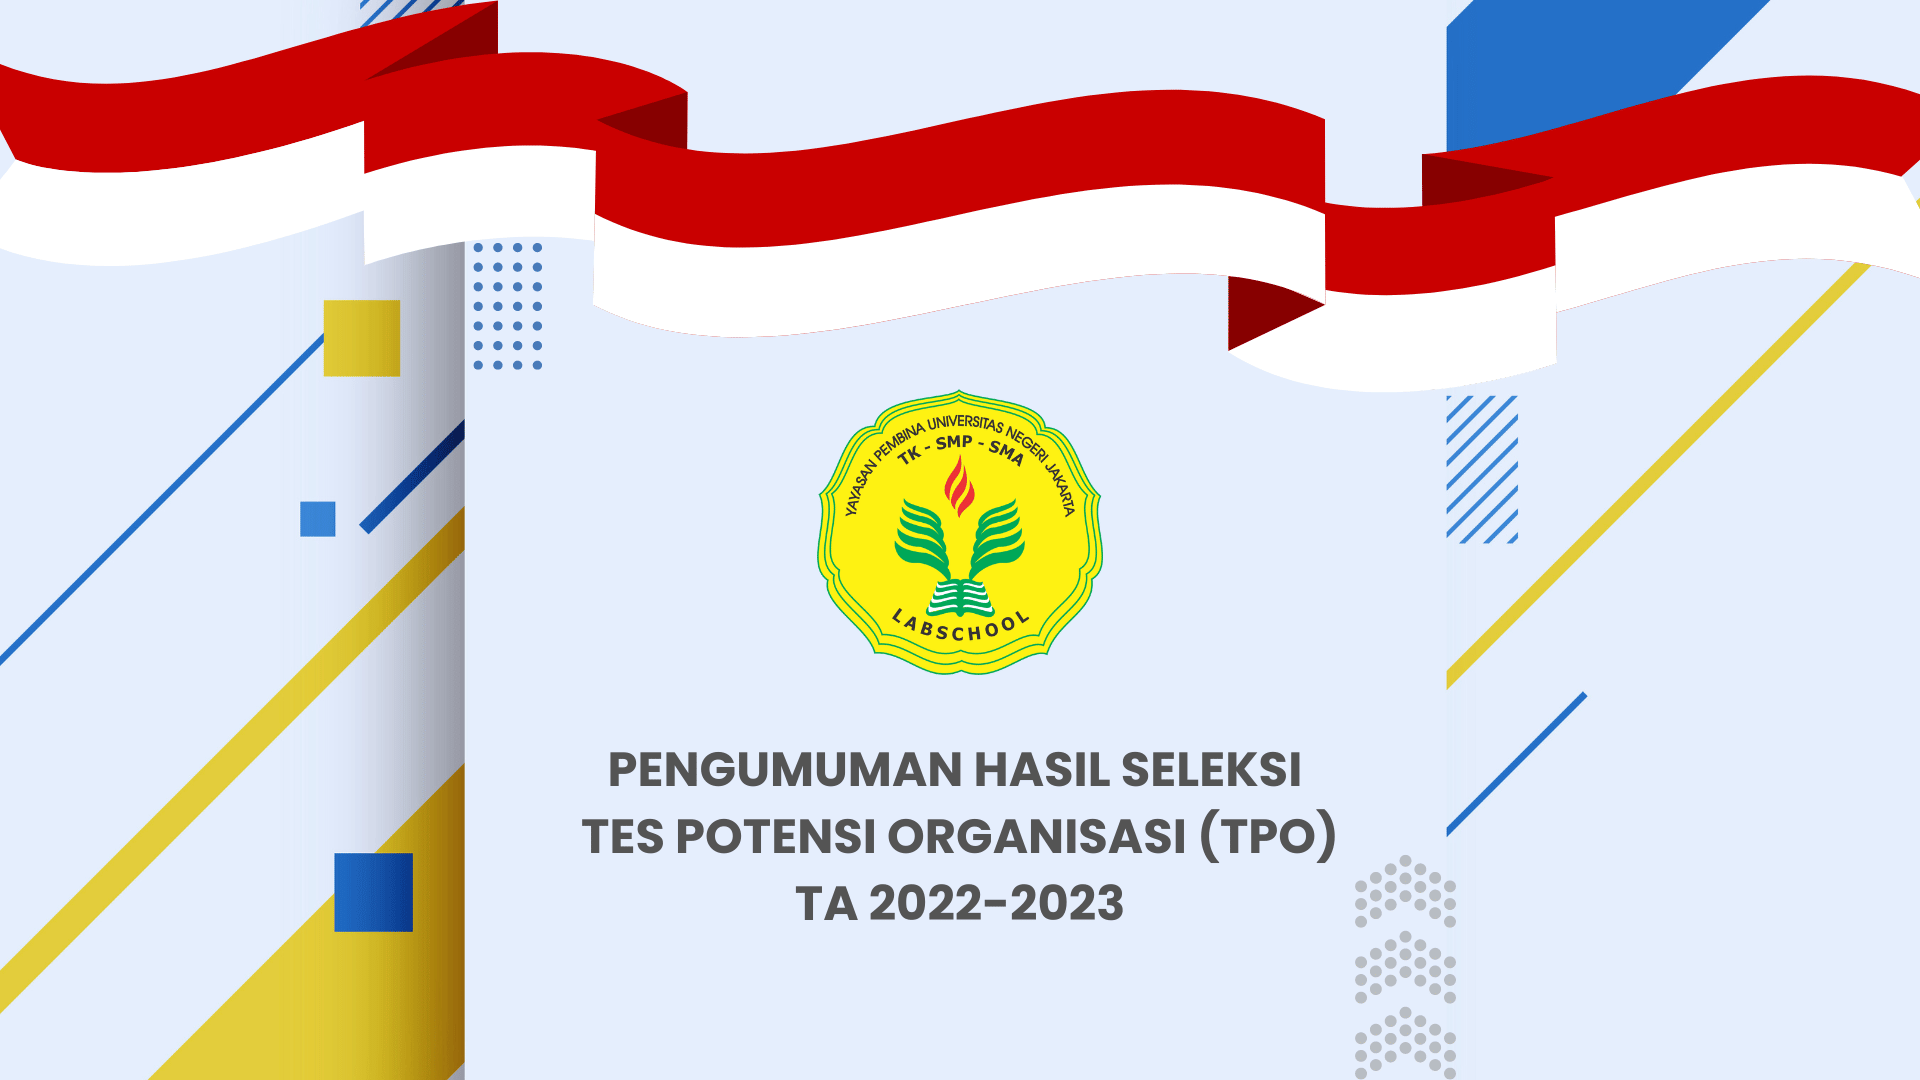 YAYASAN PEMBINA UNIVERSITAS NEGERI JAKARTA
TK - SMP - SMA
LABSCHOOL
PENGUMUMAN HASIL SELEKSI
TES POTENSI ORGANISASI (TPO)
TA 2022-2023